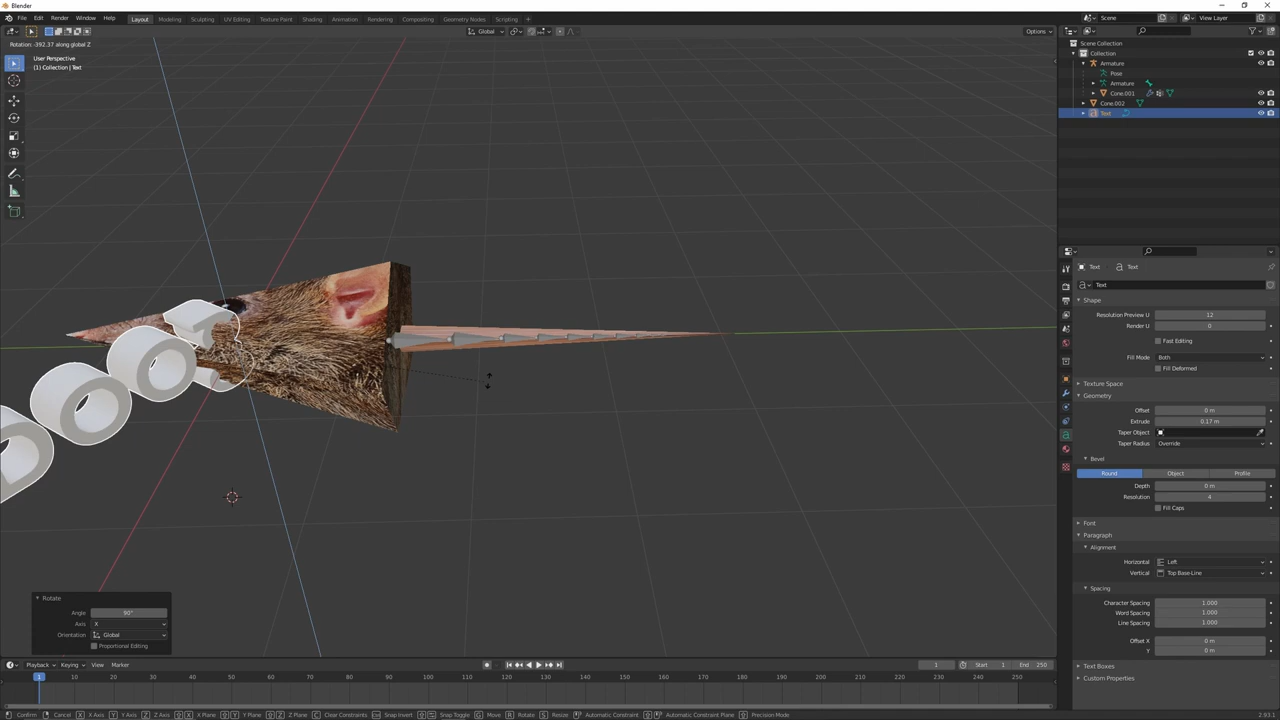 Blender
File Edit Render Window Help Layout Modeling Sculpting UV Editing Texture Paint Shading Animation Rendering Compositing Geometry Nodes Scripting + Scene View Layer
Global Options
Rotation: -392.37 along global Z
User Perspective
(1) Collection | Text
Scene Collection
Collection
Armature
Pose
Armature
Cone.001
Cone.002
Text
Text Text
Text
Shape
Resolution Preview U 12
Render U 0
Fast Editing
Fill Mode Both
Fill Deformed
Texture Space
Geometry
Offset 0 m
Extrude 0.17 m
Taper Object
Taper Radius Override
Bevel
Round Object Profile
Depth 0 m
Resolution 4
Fill Caps
Font
Paragraph
Alignment
Horizontal Left
Vertical Top Base-Line
Spacing
Character Spacing 1.000
Word Spacing 1.000
Line Spacing 1.000
Offset X 0 m
Y 0 m
Text Boxes
Custom Properties
Rotate
Angle 90°
Axis X
Orientation Global
Proportional Editing
Playback Keying View Marker 1 Start 1 End 250
1 10 20 30 40 50 60 70 80 90 100 110 120 130 140 150 160 170 180 190 200 210 220 230 240 250
Confirm Cancel X X Axis Y Y Axis Z Z Axis X X Plane Y Y Plane Z Z Plane C Clear Constraints Snap Invert Snap Toggle G Move R Rotate S Resize Automatic Constraint Automatic Constraint Plane Precision Mode 2.93.1